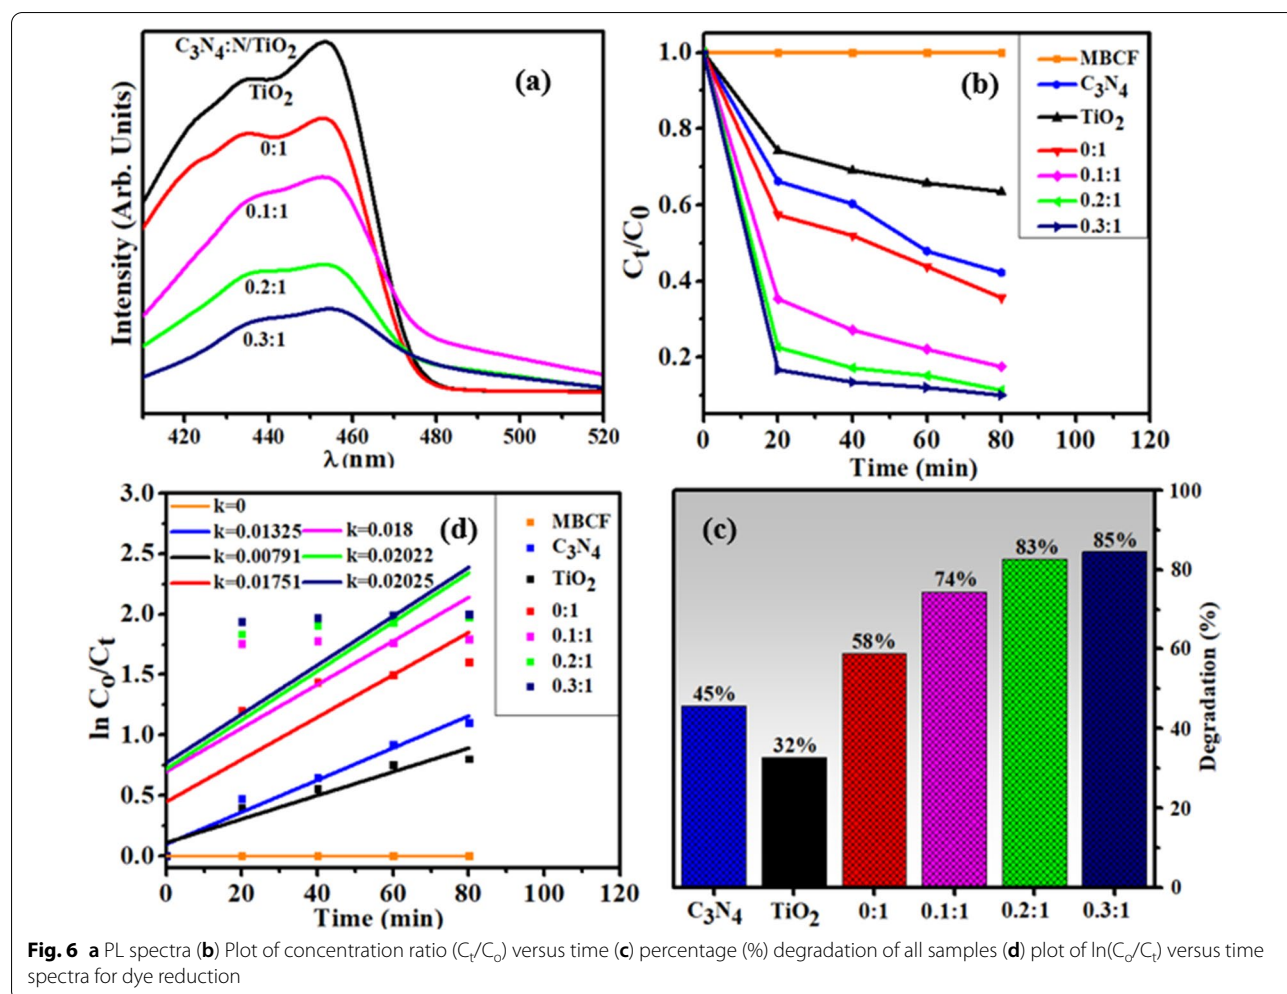 C₃N₄:N/TiO₂
TiO₂
0:1
0.1:1
0.2:1
0.3:1
(a)
Intensity (Arb. Units)
420 440 460 480 500 520
λ (nm)
(b)
MBCF
C₃N₄
TiO₂
0:1
0.1:1
0.2:1
0.3:1
1.0
0.8
0.6
0.4
0.2
Cₜ/C₀
0 20 40 60 80 100 120
Time (min)
3.0
2.5
2.0
1.5
1.0
0.5
0.0
ln C₀/Cₜ
k=0
k=0.01325 k=0.018
k=0.00791 k=0.02022
k=0.01751 k=0.02025
(d)
MBCF
C₃N₄
TiO₂
0:1
0.1:1
0.2:1
0.3:1
0 20 40 60 80 100 120
Time (min)
(c)
45%
32%
58%
74%
83%
85%
100
80
60
40
20
0
Degradation (%)
C₃N₄ TiO₂ 0:1 0.1:1 0.2:1 0.3:1
Fig. 6 a PL spectra (b) Plot of concentration ratio (Cₜ/Cₒ) versus time (c) percentage (%) degradation of all samples (d) plot of ln(Cₒ/Cₜ) versus time
spectra for dye reduction